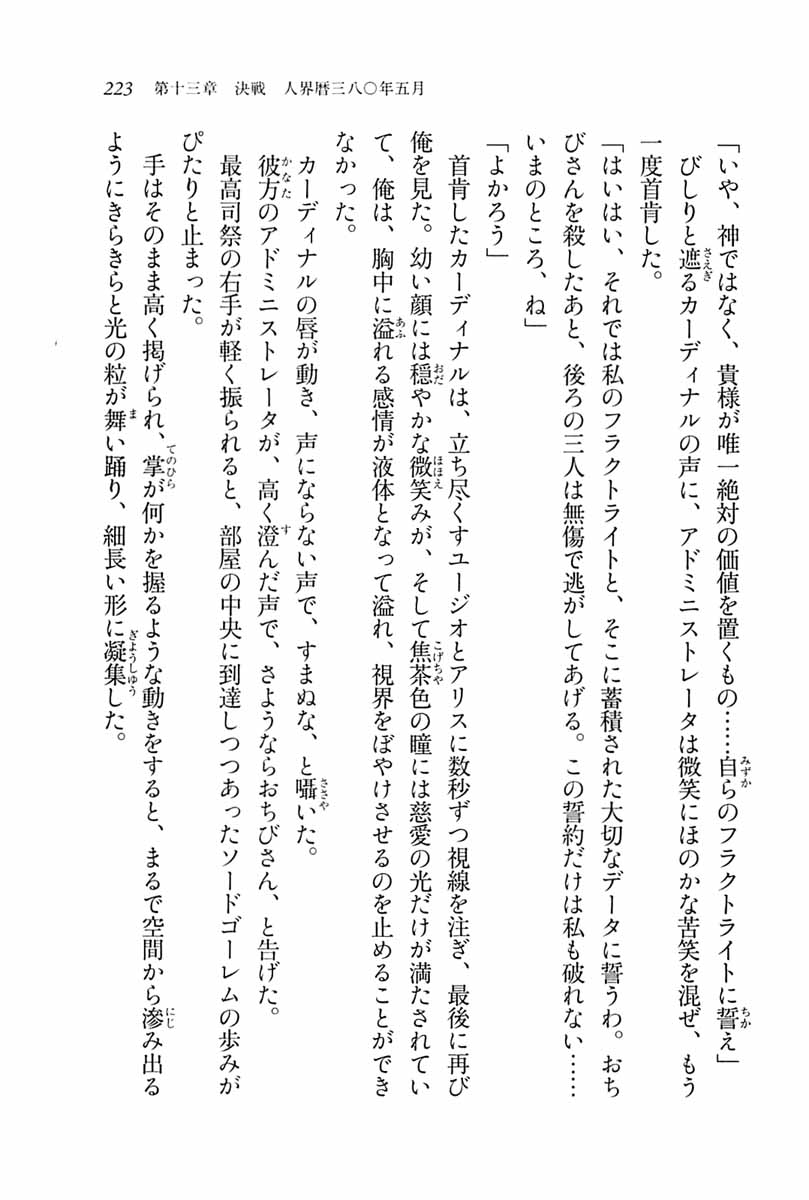 223　第十三章　決戦　人界暦三八〇年五月
「いや、神ではなく、貴様が唯一絶対の価値を置くもの……自らのフラクトライトに誓え」
　びしりと遮るカーディナルの声に、アドミニストレータは微笑にほのかな苦笑を混ぜ、もう
一度首肯した。
「はいはい、それでは私のフラクトライトと、そこに蓄積された大切なデータに誓うわ。おち
びさんを殺したあと、後ろの三人は無傷で逃がしてあげる。この誓約だけは私も破れない……
いまのところ、ね」
「よかろう」
　首肯したカーディナルは、立ち尽くすユージオとアリスに数秒ずつ視線を注ぎ、最後に再び
俺を見た。幼い顔には穏やかな微笑みが、そして焦茶色の瞳には慈愛の光だけが満たされてい
て、俺は、胸中に溢れる感情が液体となって溢れ、視界をぼやけさせるのを止めることができ
なかった。
　カーディナルの唇が動き、声にならない声で、すまぬな、と囁いた。
　彼方のアドミニストレータが、高く澄んだ声で、さようならおちびさん、と告げた。
　最高司祭の右手が軽く振られると、部屋の中央に到達しつつあったソードゴーレムの歩みが
ぴたりと止まった。
　手はそのまま高く掲げられ、掌が何かを握るような動きをすると、まるで空間から滲み出る
ようにきらきらと光の粒が舞い踊り、細長い形に凝集した。